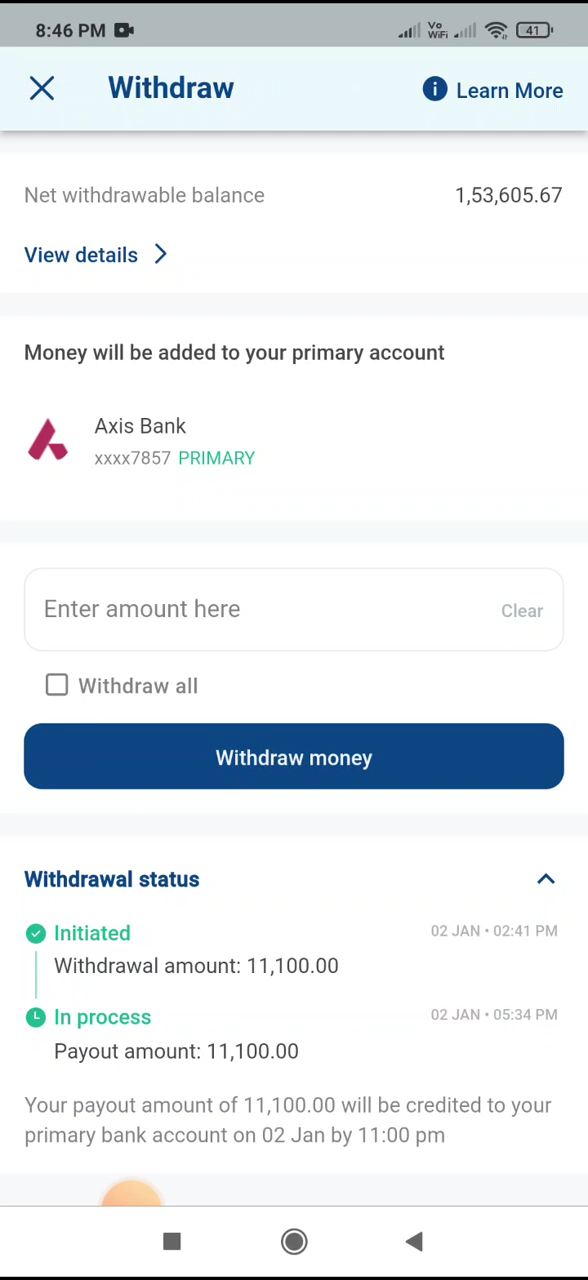 8:46 PM
Vo
WiFi
41
Withdraw
i Learn More
Net withdrawable balance 1,53,605.67
View details
Money will be added to your primary account
Axis Bank
xxxx7857 PRIMARY
Enter amount here Clear
Withdraw all
Withdraw money
Withdrawal status
Initiated 02 JAN • 02:41 PM
Withdrawal amount: 11,100.00
In process 02 JAN • 05:34 PM
Payout amount: 11,100.00
Your payout amount of 11,100.00 will be credited to your
primary bank account on 02 Jan by 11:00 pm